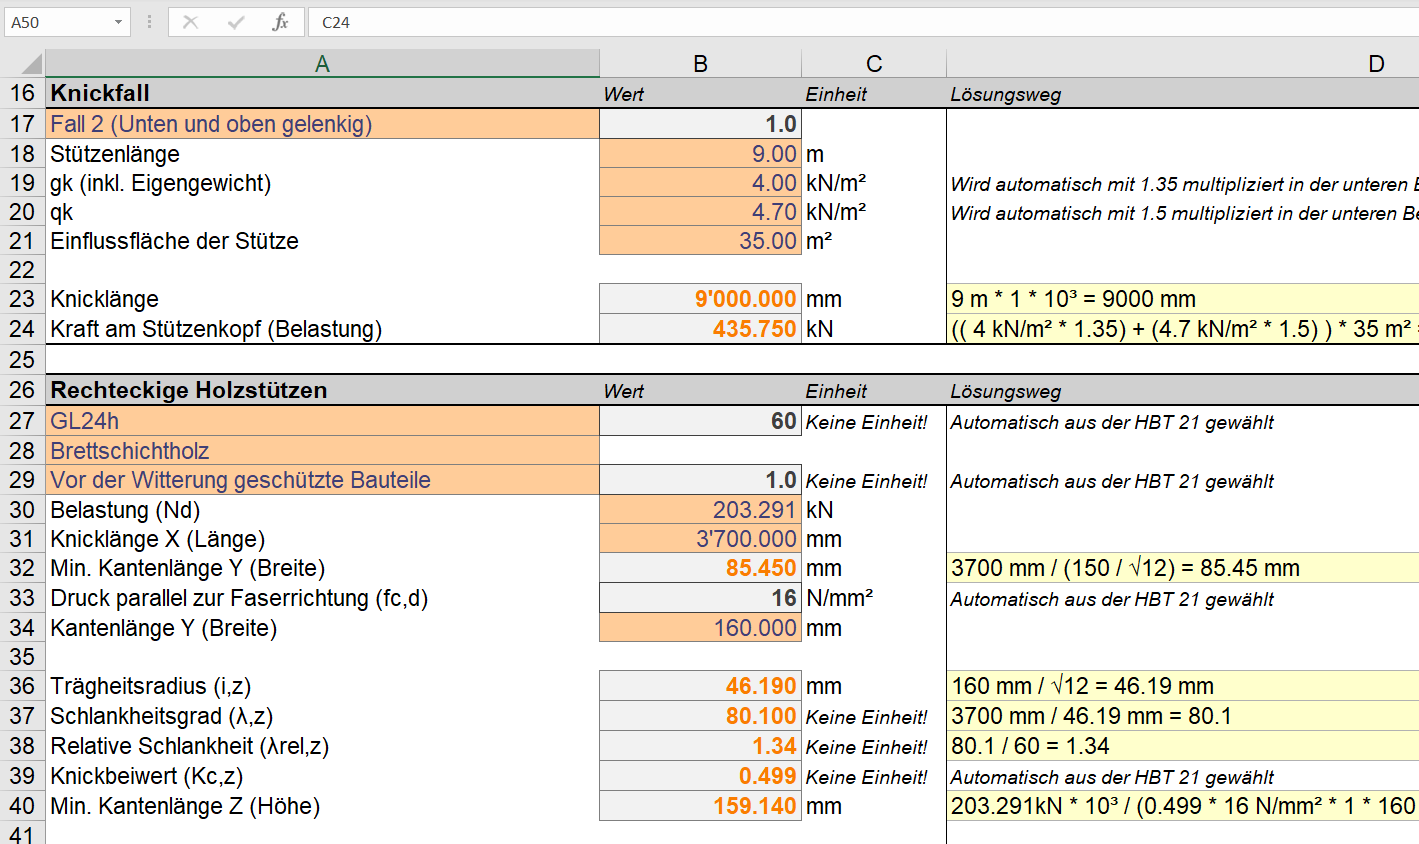 A50 fx C24
A B C D
16 Knickfall Wert Einheit Lösungsweg
17 Fall 2 (Unten und oben gelenkig) 1.0
18 Stützenlänge 9.00 m
19 gk (inkl. Eigengewicht) 4.00 kN/m² Wird automatisch mit 1.35 multipliziert in der unteren
20 qk 4.70 kN/m² Wird automatisch mit 1.5 multipliziert in der unteren Be
21 Einflussfläche der Stütze 35.00 m²
22
23 Knicklänge 9'000.000 mm 9 m * 1 * 10³ = 9000 mm
24 Kraft am Stützenkopf (Belastung) 435.750 kN (( 4 kN/m² * 1.35) + (4.7 kN/m² * 1.5) ) * 35 m² =
25
26 Rechteckige Holzstützen Wert Einheit Lösungsweg
27 GL24h 60 Keine Einheit! Automatisch aus der HBT 21 gewählt
28 Brettschichtholz
29 Vor der Witterung geschützte Bauteile 1.0 Keine Einheit! Automatisch aus der HBT 21 gewählt
30 Belastung (Nd) 203.291 kN
31 Knicklänge X (Länge) 3'700.000 mm
32 Min. Kantenlänge Y (Breite) 85.450 mm 3700 mm / (150 / √12) = 85.45 mm
33 Druck parallel zur Faserrichtung (fc,d) 16 N/mm² Automatisch aus der HBT 21 gewählt
34 Kantenlänge Y (Breite) 160.000 mm
35
36 Trägheitsradius (i,z) 46.190 mm 160 mm / √12 = 46.19 mm
37 Schlankheitsgrad (λ,z) 80.100 Keine Einheit! 3700 mm / 46.19 mm = 80.1
38 Relative Schlankheit (λrel,z) 1.34 Keine Einheit! 80.1 / 60 = 1.34
39 Knickbeiwert (Kc,z) 0.499 Keine Einheit! Automatisch aus der HBT 21 gewählt
40 Min. Kantenlänge Z (Höhe) 159.140 mm 203.291kN * 10³ / (0.499 * 16 N/mm² * 1 * 160
41